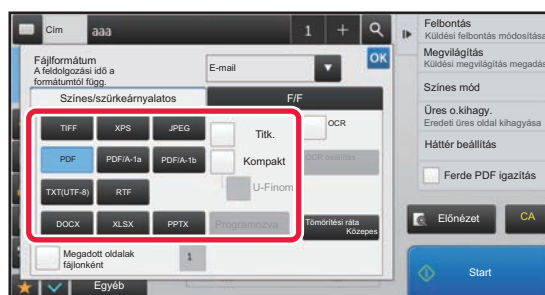 Cím
aaa
1
Fájlformátum
A feldolgozási idő a
formátumtól függ.
E-mail
OK
Színes/szürkeárnyalatos
F/F
TIFF
XPS
JPEG
Titk.
OCR
PDF
PDF/A-1a
PDF/A-1b
Kompakt
OCR beállítás
TXT(UTF-8)
RTF
U-Finom
DOCX
XLSX
PPTX
Programozva
Tömörítési ráta
Közepes
Megadott oldalak
fájlonként
1
Egyéb
Felbontás
Küldési felbontás módosítása
Megvilágítás
Küldési megvilágítás megadás
Színes mód
Üres o.kihagy.
Eredeti üres oldal kihagyása
Háttér beállítás
Ferde PDF igazítás
Előnézet
CA
Start